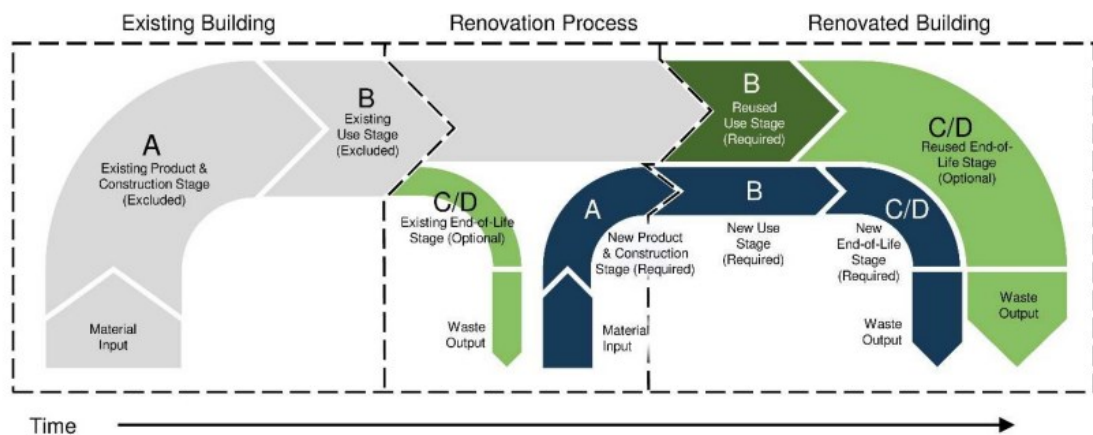 Existing Building
Renovation Process
Renovated Building
A
Existing Product &
Construction Stage
(Excluded)
Material
Input
B
Existing
Use Stage
(Excluded)
C/D
Existing End-of-Life
Stage (Optional)
Waste
Output
A
New Product
& Construction
Stage (Required)
Material
Input
B
Reused
Use Stage
(Required)
B
New Use
Stage
(Required)
C/D
Reused End-of-
Life Stage
(Optional)
C/D
New
End-of-Life
Stage
(Required)
Waste
Output
Waste
Output
Time